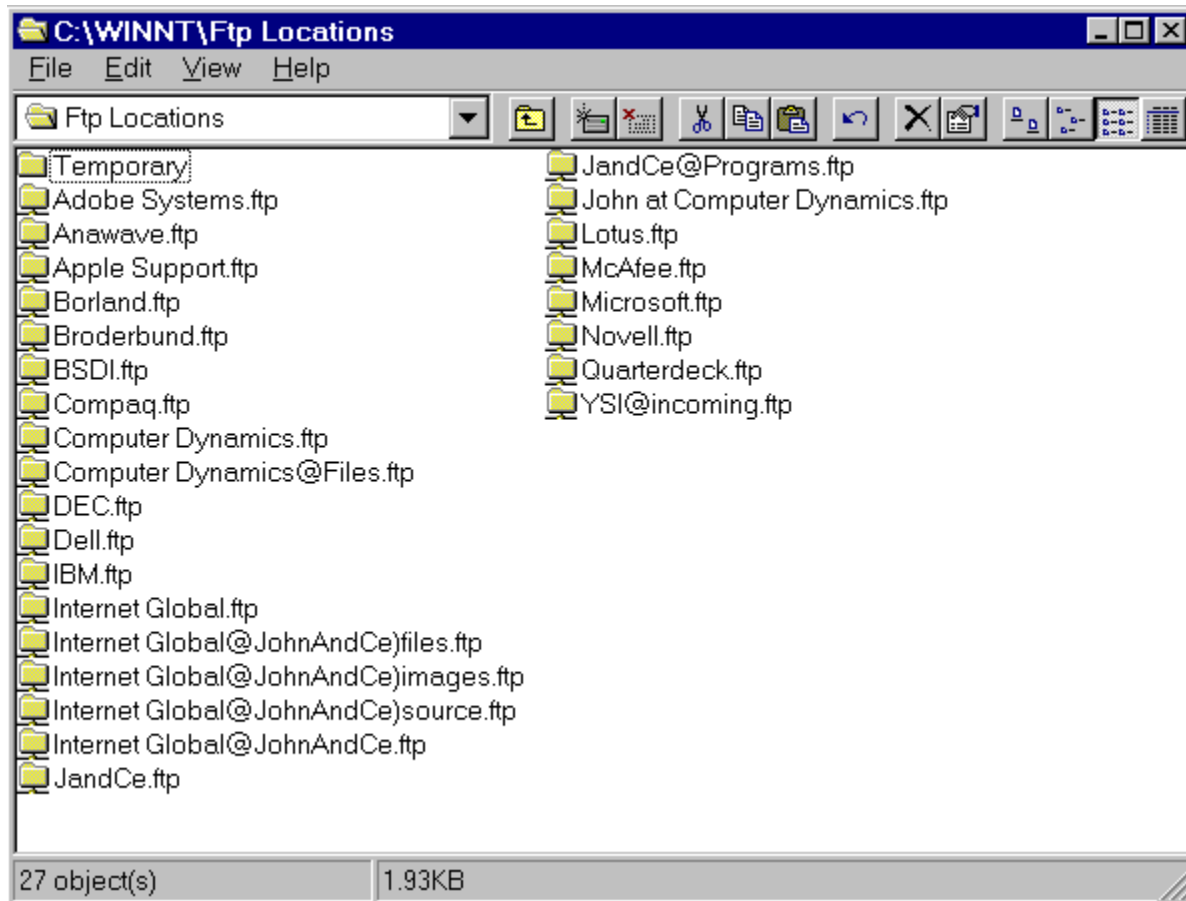 C:\WINNT\Ftp Locations
File Edit View Help
Ftp Locations
Temporary
Adobe Systems.ftp
Anawave.ftp
Apple Support.ftp
Borland.ftp
Broderbund.ftp
BSDI.ftp
Compaq.ftp
Computer Dynamics.ftp
Computer Dynamics@Files.ftp
DEC.ftp
Dell.ftp
IBM.ftp
Internet Global.ftp
Internet Global@JohnAndCe)files.ftp
Internet Global@JohnAndCe)images.ftp
Internet Global@JohnAndCe)source.ftp
Internet Global@JohnAndCe.ftp
JandCe.ftp
JandCe@Programs.ftp
John at Computer Dynamics.ftp
Lotus.ftp
McAfee.ftp
Microsoft.ftp
Novell.ftp
Quarterdeck.ftp
YSI@incoming.ftp
27 object(s) 1.93KB